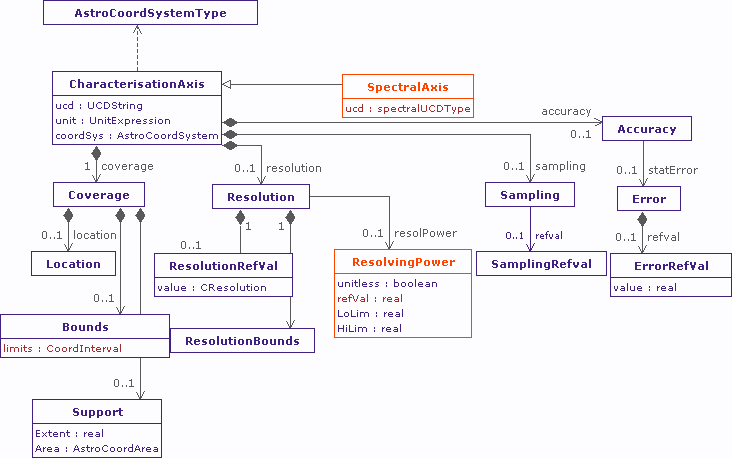 AstroCoordSystemType
CharacterisationAxis
ucd : UCDString
unit : UnitExpression
coordSys : AstroCoordSystem
SpectralAxis
ucd : spectralUCDType
accuracy
0..1
Accuracy
1 coverage
0..1 resolution
0..1 sampling
0..1 statError
Coverage
Resolution
Sampling
Error
location
0..1
1
1
0..1 resolPower
0..1 refval
0..1 refval
0..1
Location
ResolutionRefVal
value : CResolution
ResolvingPower
unitless : boolean
refVal : real
LoLim : real
HiLim : real
SamplingRefval
ErrorRefVal
value : real
0..1
Bounds
limits : CoordInterval
ResolutionBounds
0..1
Support
Extent : real
Area : AstroCoordArea